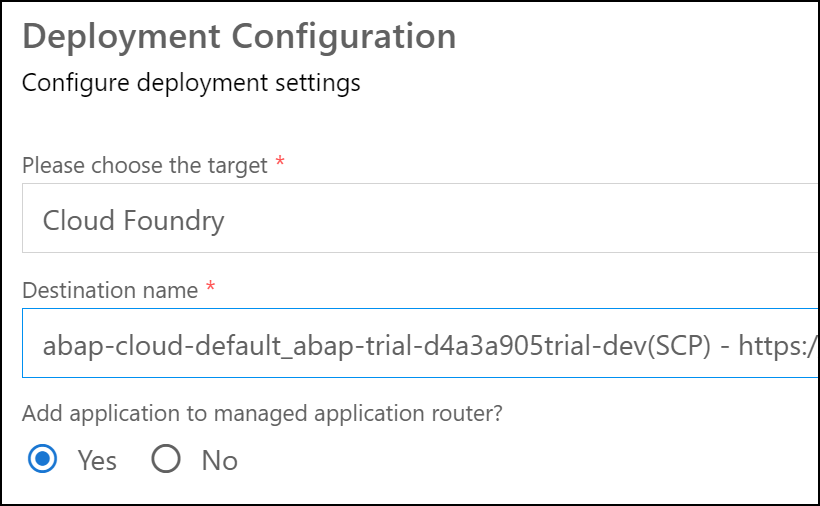 Deployment Configuration
Configure deployment settings
Please choose the target *
Cloud Foundry
Destination name *
abap-cloud-default_abap-trial-d4a3a905trial-dev(SCP) - https:/
Add application to managed application router?
Yes No